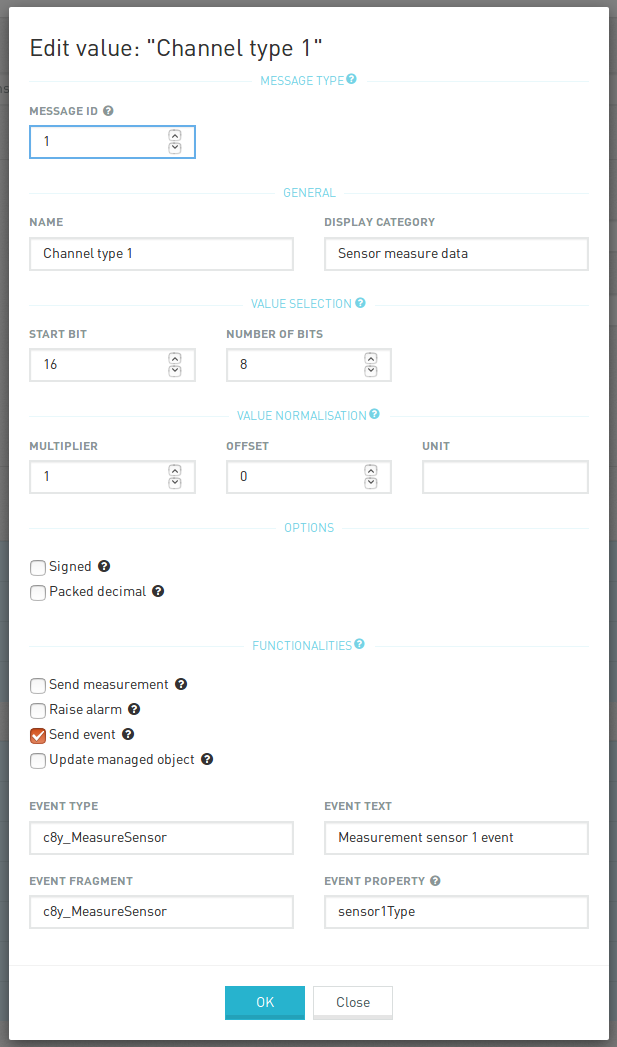 Edit value: "Channel type 1"
MESSAGE TYPE ?
MESSAGE ID ?
1
GENERAL
NAME DISPLAY CATEGORY
Channel type 1 Sensor measure data
VALUE SELECTION ?
START BIT NUMBER OF BITS
16 8
VALUE NORMALISATION ?
MULTIPLIER OFFSET UNIT
1 0
OPTIONS
Signed ?
Packed decimal ?
FUNCTIONALITIES ?
Send measurement ?
Raise alarm ?
Send event ?
Update managed object ?
EVENT TYPE EVENT TEXT
c8y_MeasureSensor Measurement sensor 1 event
EVENT FRAGMENT EVENT PROPERTY ?
c8y_MeasureSensor sensor1Type
OK Close